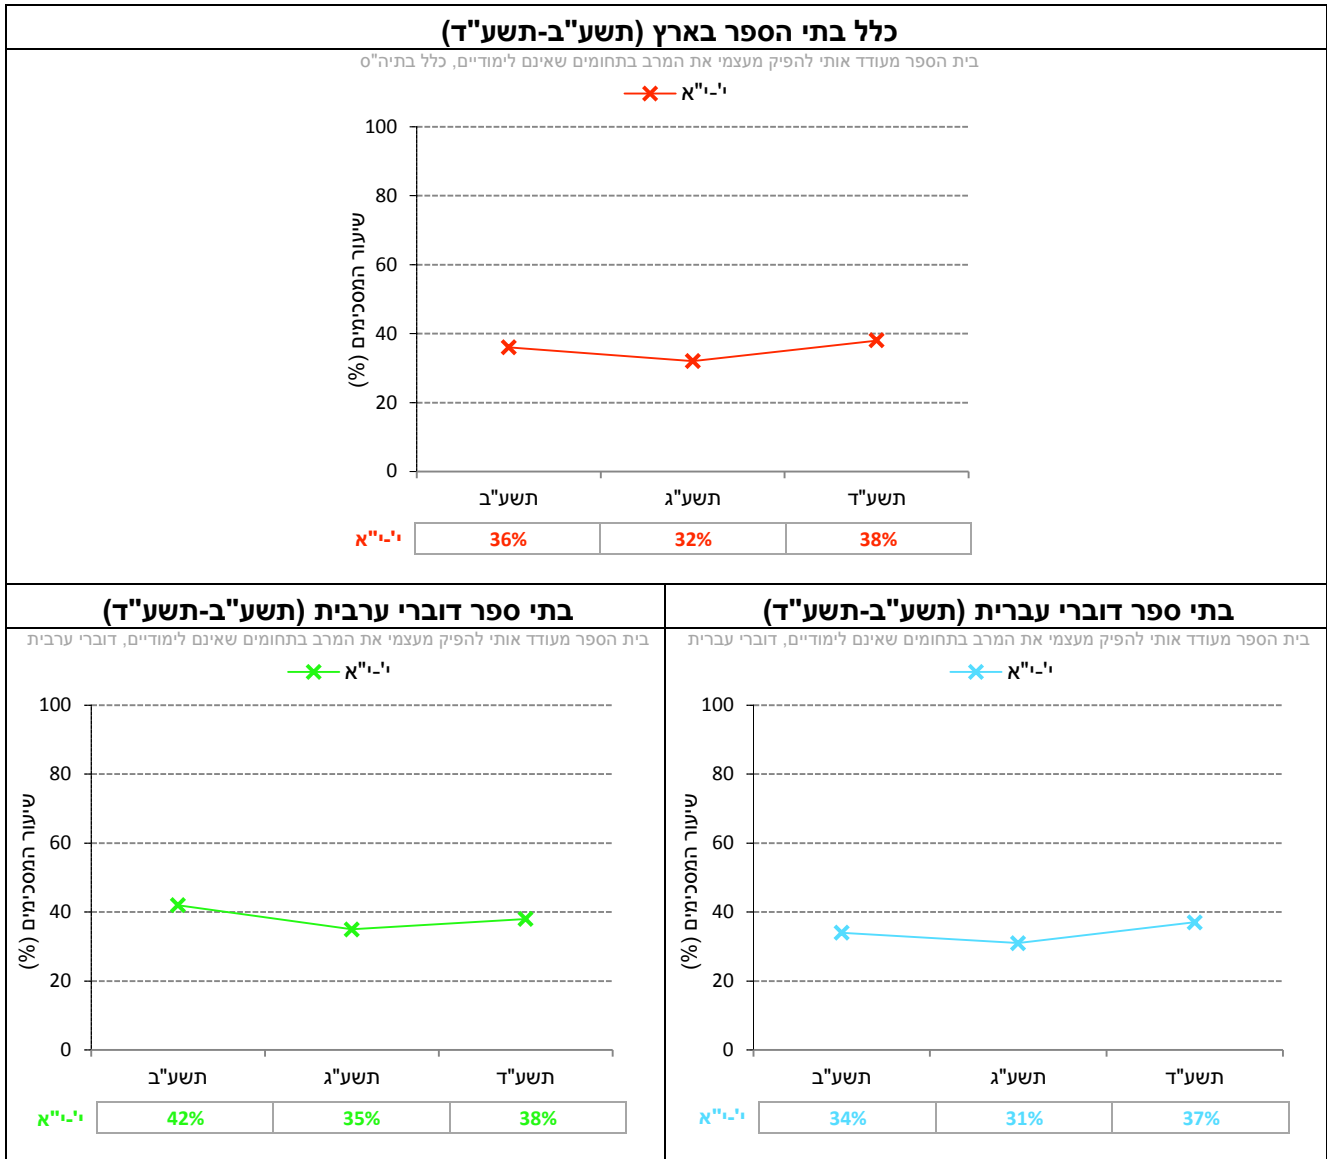 כלל בתי הספר בארץ (תשע"ב-תשע"ד)
בית הספר מעודד אותי להפיק מעצמי את המרב בתחומים שאינם לימודיים, כלל בתיה"ס
י'-י"א
שיעור המסכימים (%)
100
80
60
40
20
0
תשע"ב תשע"ג תשע"ד
י'-י"א 36% 32% 38%
בתי ספר דוברי עברית (תשע"ב-תשע"ד)
בית הספר מעודד אותי להפיק מעצמי את המרב בתחומים שאינם לימודיים, דוברי עברית
י'-י"א
שיעור המסכימים (%)
100
80
60
40
20
0
תשע"ב תשע"ג תשע"ד
י'-י"א 34% 31% 37%
בתי ספר דוברי ערבית (תשע"ב-תשע"ד)
בית הספר מעודד אותי להפיק מעצמי את המרב בתחומים שאינם לימודיים, דוברי ערבית
י'-י"א
שיעור המסכימים (%)
100
80
60
40
20
0
תשע"ב תשע"ג תשע"ד
י'-י"א 42% 35% 38%